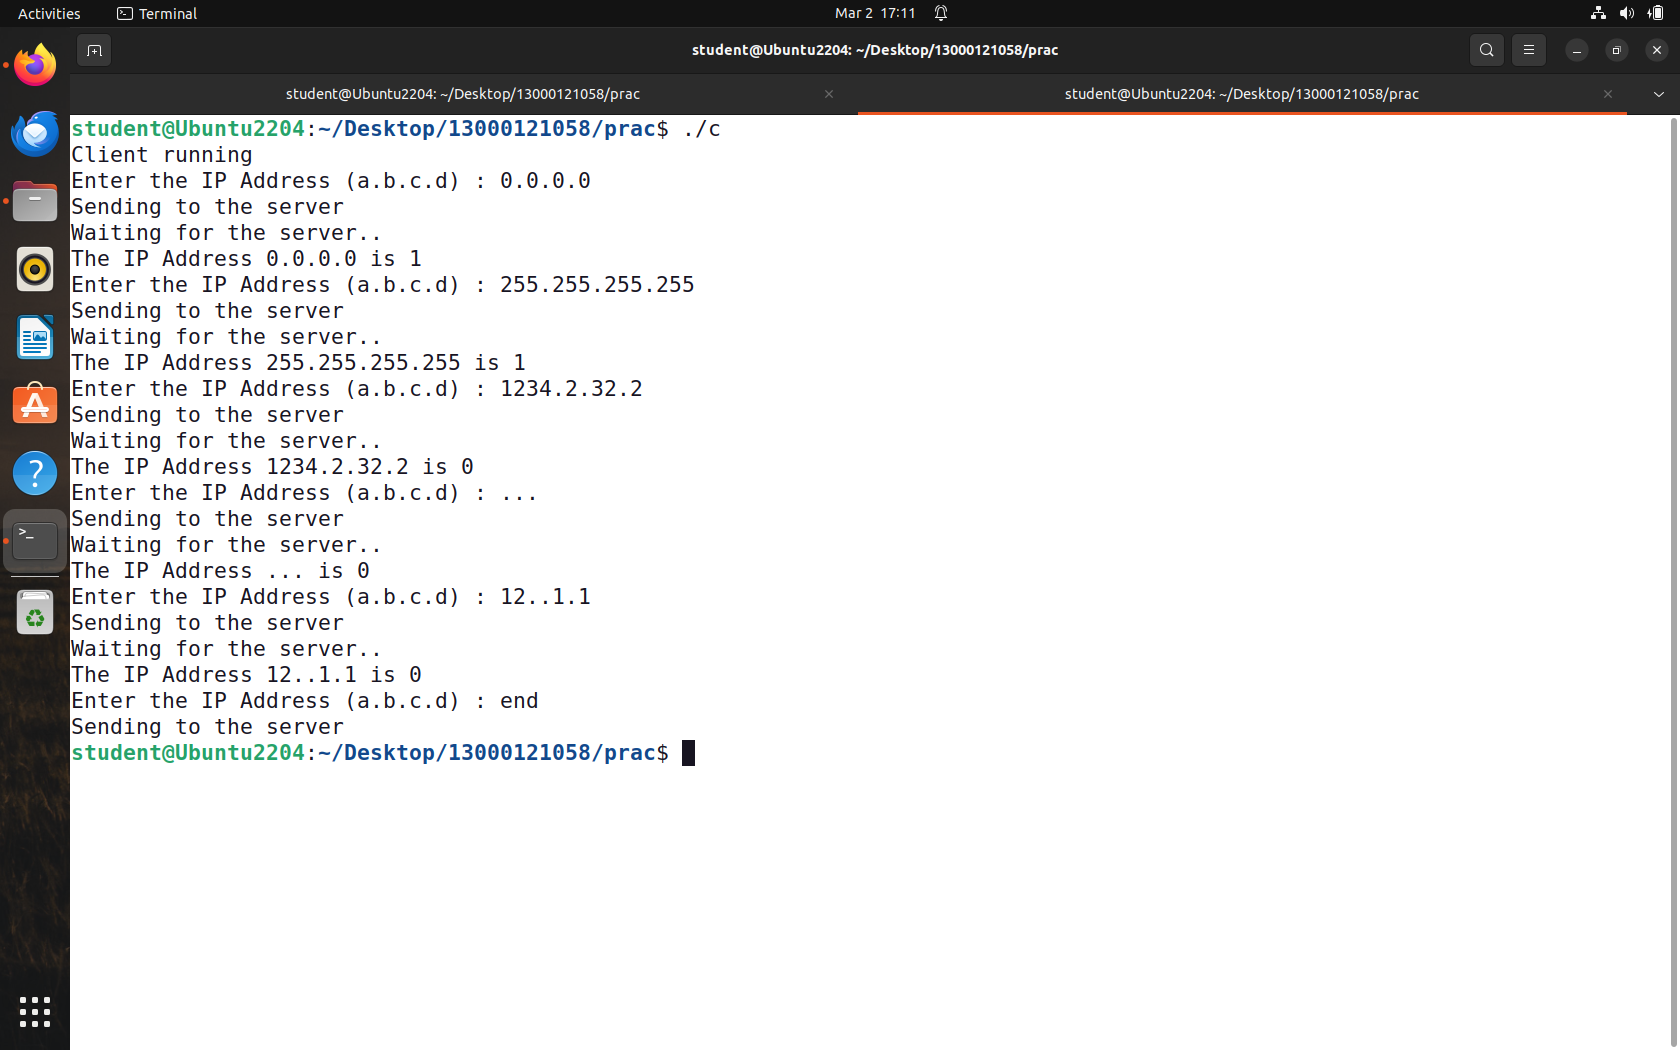 Activities
Terminal
Mar 2 17:11
student@Ubuntu2204: ~/Desktop/13000121058/prac
student@Ubuntu2204: ~/Desktop/13000121058/prac
student@Ubuntu2204: ~/Desktop/13000121058/prac
student@Ubuntu2204:~/Desktop/13000121058/prac$ ./c
Client running
Enter the IP Address (a.b.c.d) : 0.0.0.0
Sending to the server
Waiting for the server..
The IP Address 0.0.0.0 is 1
Enter the IP Address (a.b.c.d) : 255.255.255.255
Sending to the server
Waiting for the server..
The IP Address 255.255.255.255 is 1
Enter the IP Address (a.b.c.d) : 1234.2.32.2
Sending to the server
Waiting for the server..
The IP Address 1234.2.32.2 is 0
Enter the IP Address (a.b.c.d) : ...
Sending to the server
Waiting for the server..
The IP Address ... is 0
Enter the IP Address (a.b.c.d) : 12..1.1
Sending to the server
Waiting for the server..
The IP Address 12..1.1 is 0
Enter the IP Address (a.b.c.d) : end
Sending to the server
student@Ubuntu2204:~/Desktop/13000121058/prac$